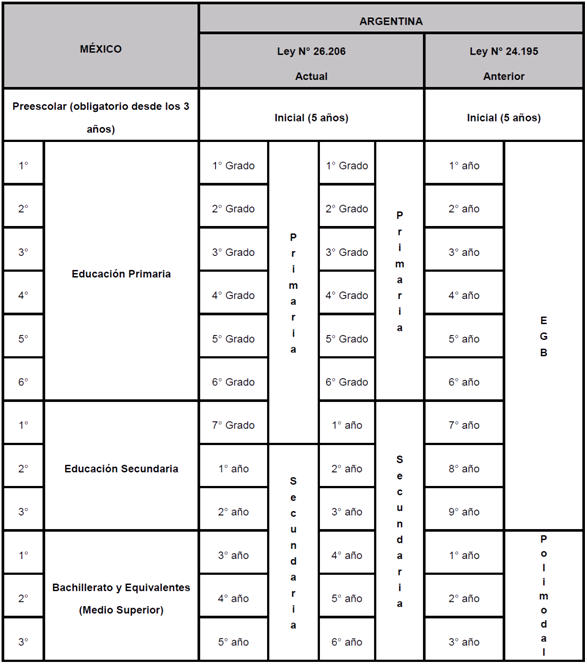 MÉXICO
ARGENTINA
Ley N° 26.206
Actual
Ley N° 24.195
Anterior
Preescolar (obligatorio desde los 3
años)
Inicial (5 años)
Inicial (5 años)
1°
Educación Primaria
1° Grado
Primaria
1° Grado
Primaria
1° año
EGB
2°
2° Grado
2° Grado
2° año
3°
3° Grado
3° Grado
3° año
4°
4° Grado
4° Grado
4° año
5°
5° Grado
5° Grado
5° año
6°
6° Grado
6° Grado
6° año
1°
Educación Secundaria
7° Grado
1° año
Secundaria
7° año
2°
1° año
Secundaria
2° año
8° año
3°
2° año
3° año
9° año
1°
Bachillerato y Equivalentes
(Medio Superior)
3° año
4° año
1° año
Polimodal
2°
4° año
5° año
2° año
3°
5° año
6° año
3° año